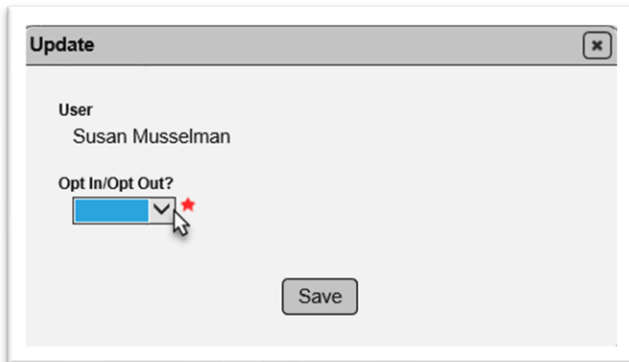 Update
User
Susan Musselman
Opt In/Opt Out?
Save